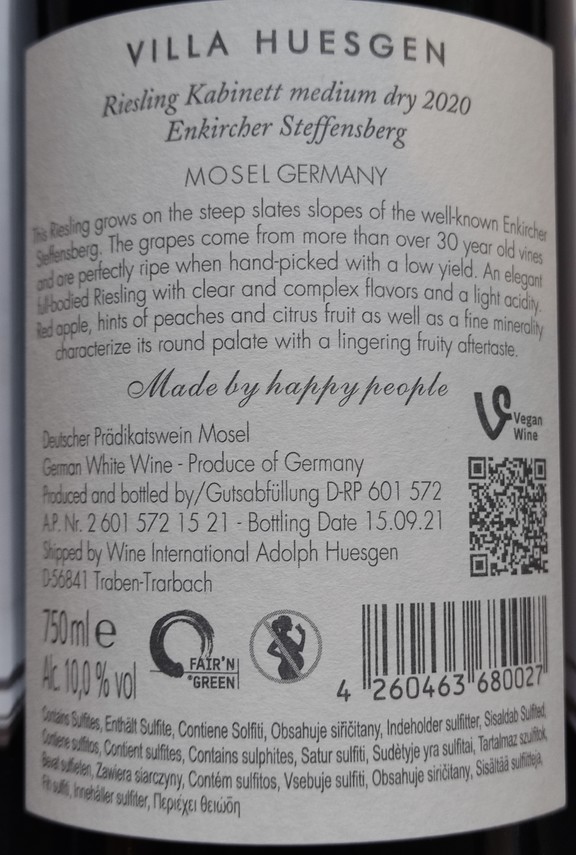 VILLA HUESGEN
Riesling Kabinett medium dry 2020
Enkircher Steffensberg
MOSEL GERMANY
This Riesling grows on the steep slates slopes of the well-known Enkircher
Steffensberg. The grapes come from more than over 30 year old vines
and are perfectly ripe when hand-picked with a low yield. An elegant
full-bodied Riesling with clear and complex flavors and a light acidity.
Red apple, hints of peaches and citrus fruit as well as a fine minerality
characterize its round palate with a lingering fruity aftertaste.
Made by happy people
Vegan
Wine
Deutscher Prädikatswein Mosel
German White Wine - Produce of Germany
Produced and bottled by/Gutsabfüllung D-RP 601 572
A.P. Nr. 2 601 572 15 21 - Bottling Date 15.09.21
Shipped by Wine International Adolph Huesgen
D-56841 Traben-Trarbach
750 ml e
Alc. 10,0 % vol
FAIR'N
GREEN
4 260463 680027
Contains Sulfites, Enthält Sulfite, Contiene Solfiti, Obsahuje siřičitany, Indeholder sulfitter, Sisaldab Sulfited,
Contiene sulfitos, Contient sulfites, Contains sulphites, Satur sulfiti, Sudėtyje yra sulfitai, Tartalmaz szulfitok,
Bevat sulfieten, Zawiera siarczyny, Contém sulfitos, Vsebuje sulfiti, Obsahuje siričitany, Sisältää sulfiitteja,
sulfiti, Innehåller sulfiter, Περιέχει θειώδη